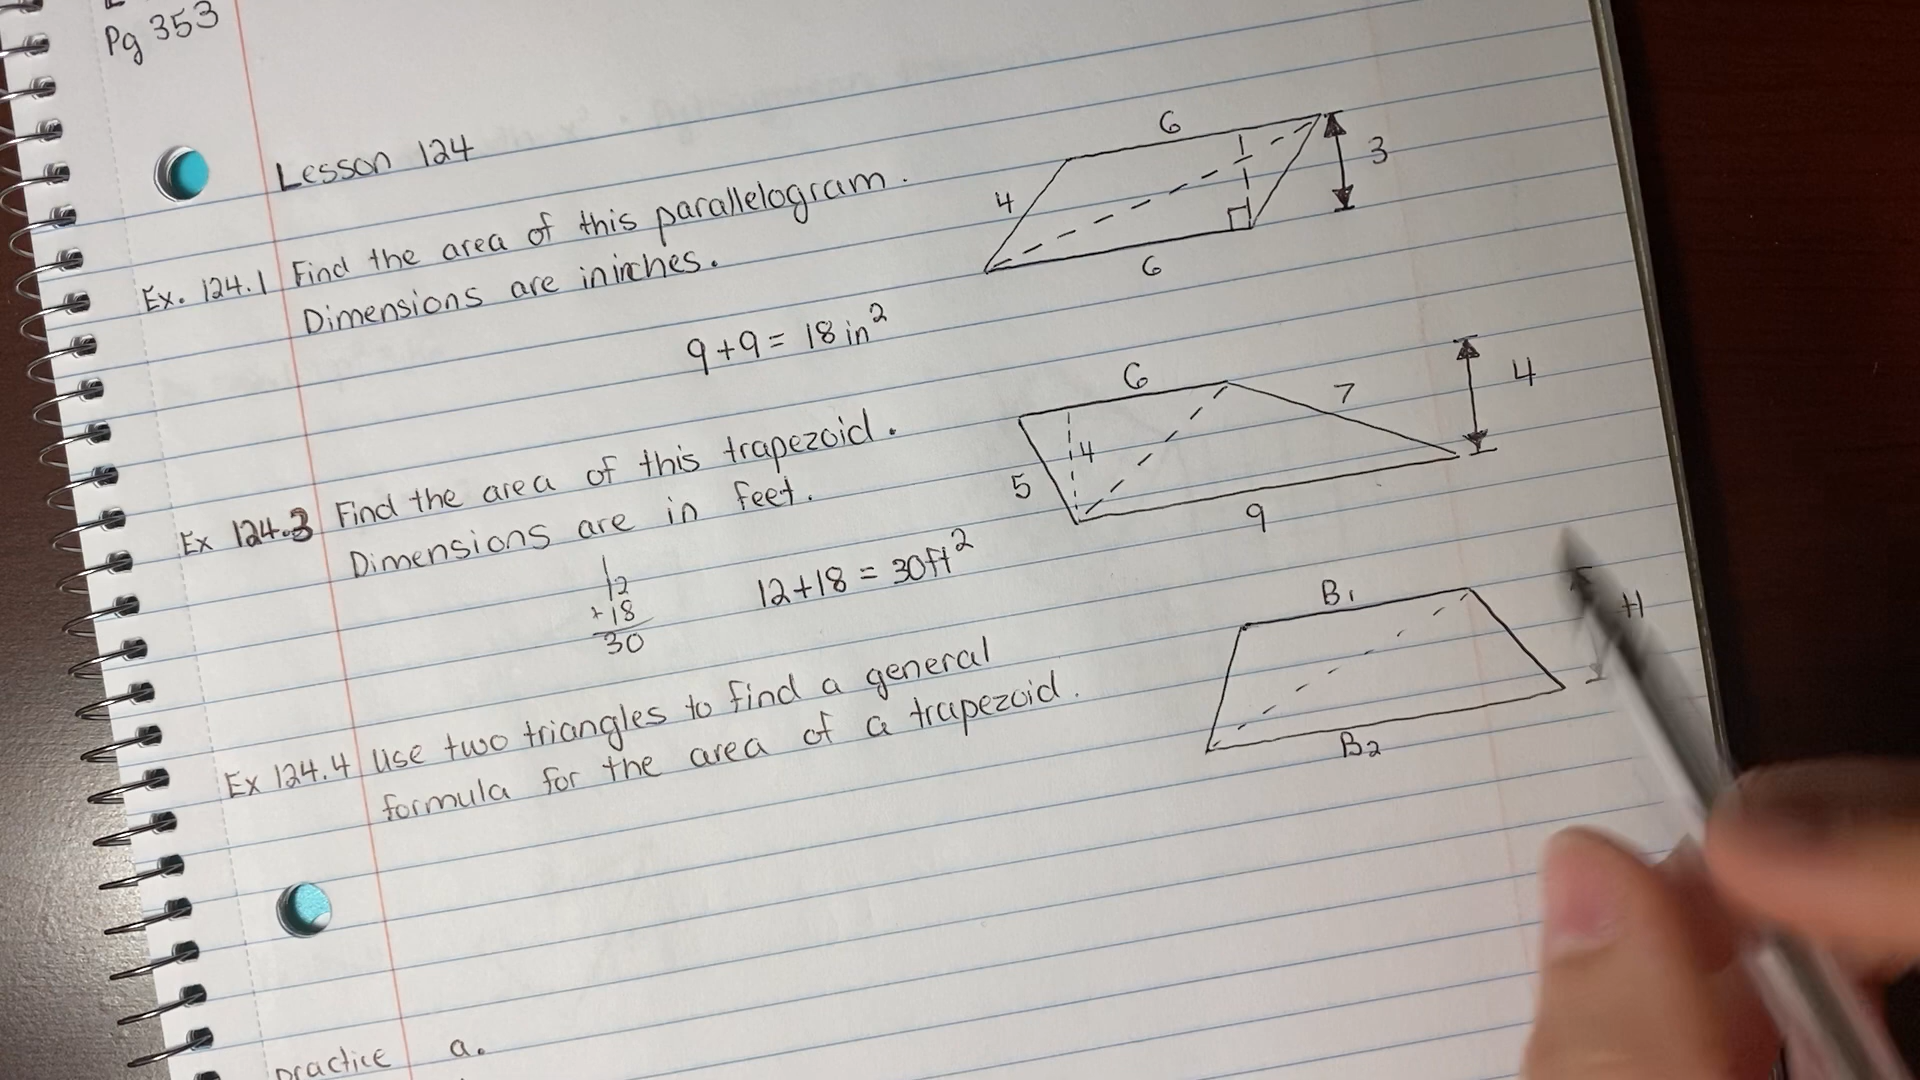 Pg 353
Lesson 124
Ex. 124.1 Find the area of this parallelogram.
Dimensions are in inches.
6
4
3
6
9+9 = 18 in²
Ex 124.3 Find the area of this trapezoid.
Dimensions are in feet.
6
7
4
4
5
9
12
+18
30
12+18 = 30ft²
Ex 124.4 Use two triangles to find a general
formula for the area of a trapezoid.
B₁
H
B₂
practice a.